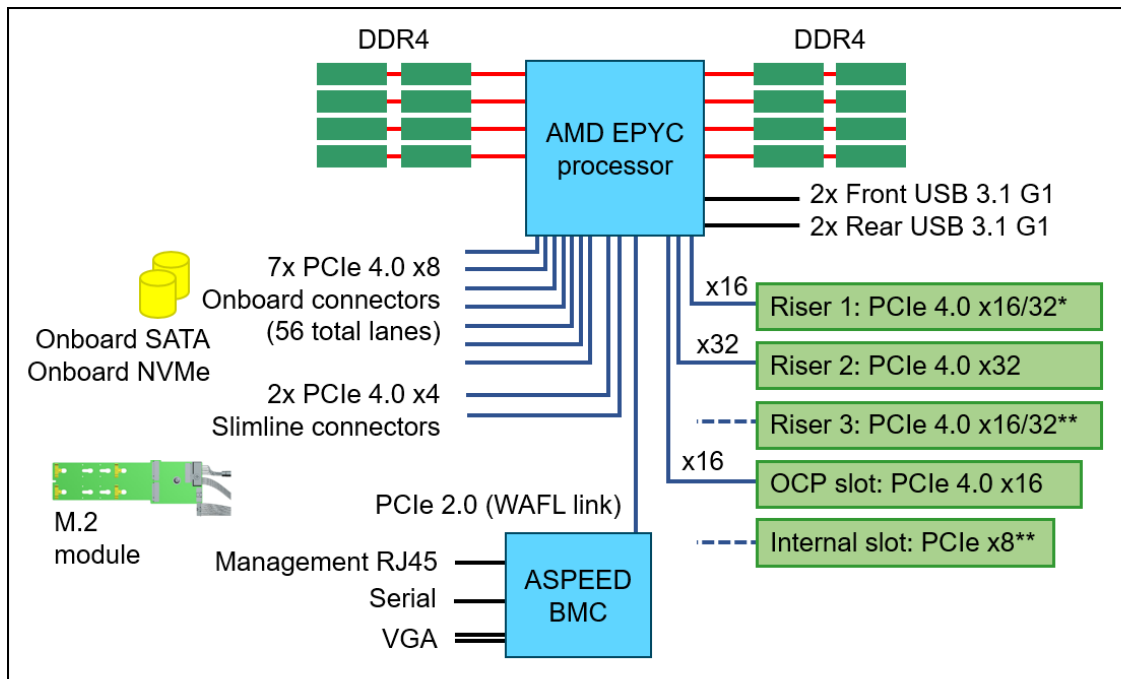 DDR4
DDR4
AMD EPYC
processor
2x Front USB 3.1 G1
2x Rear USB 3.1 G1
7x PCIe 4.0 x8
Onboard connectors
(56 total lanes)
Onboard SATA
Onboard NVMe
2x PCIe 4.0 x4
Slimline connectors
x16
Riser 1: PCIe 4.0 x16/32*
x32
Riser 2: PCIe 4.0 x32
Riser 3: PCIe 4.0 x16/32**
x16
OCP slot: PCIe 4.0 x16
Internal slot: PCIe x8**
M.2
module
PCIe 2.0 (WAFL link)
Management RJ45
Serial
VGA
ASPEED
BMC